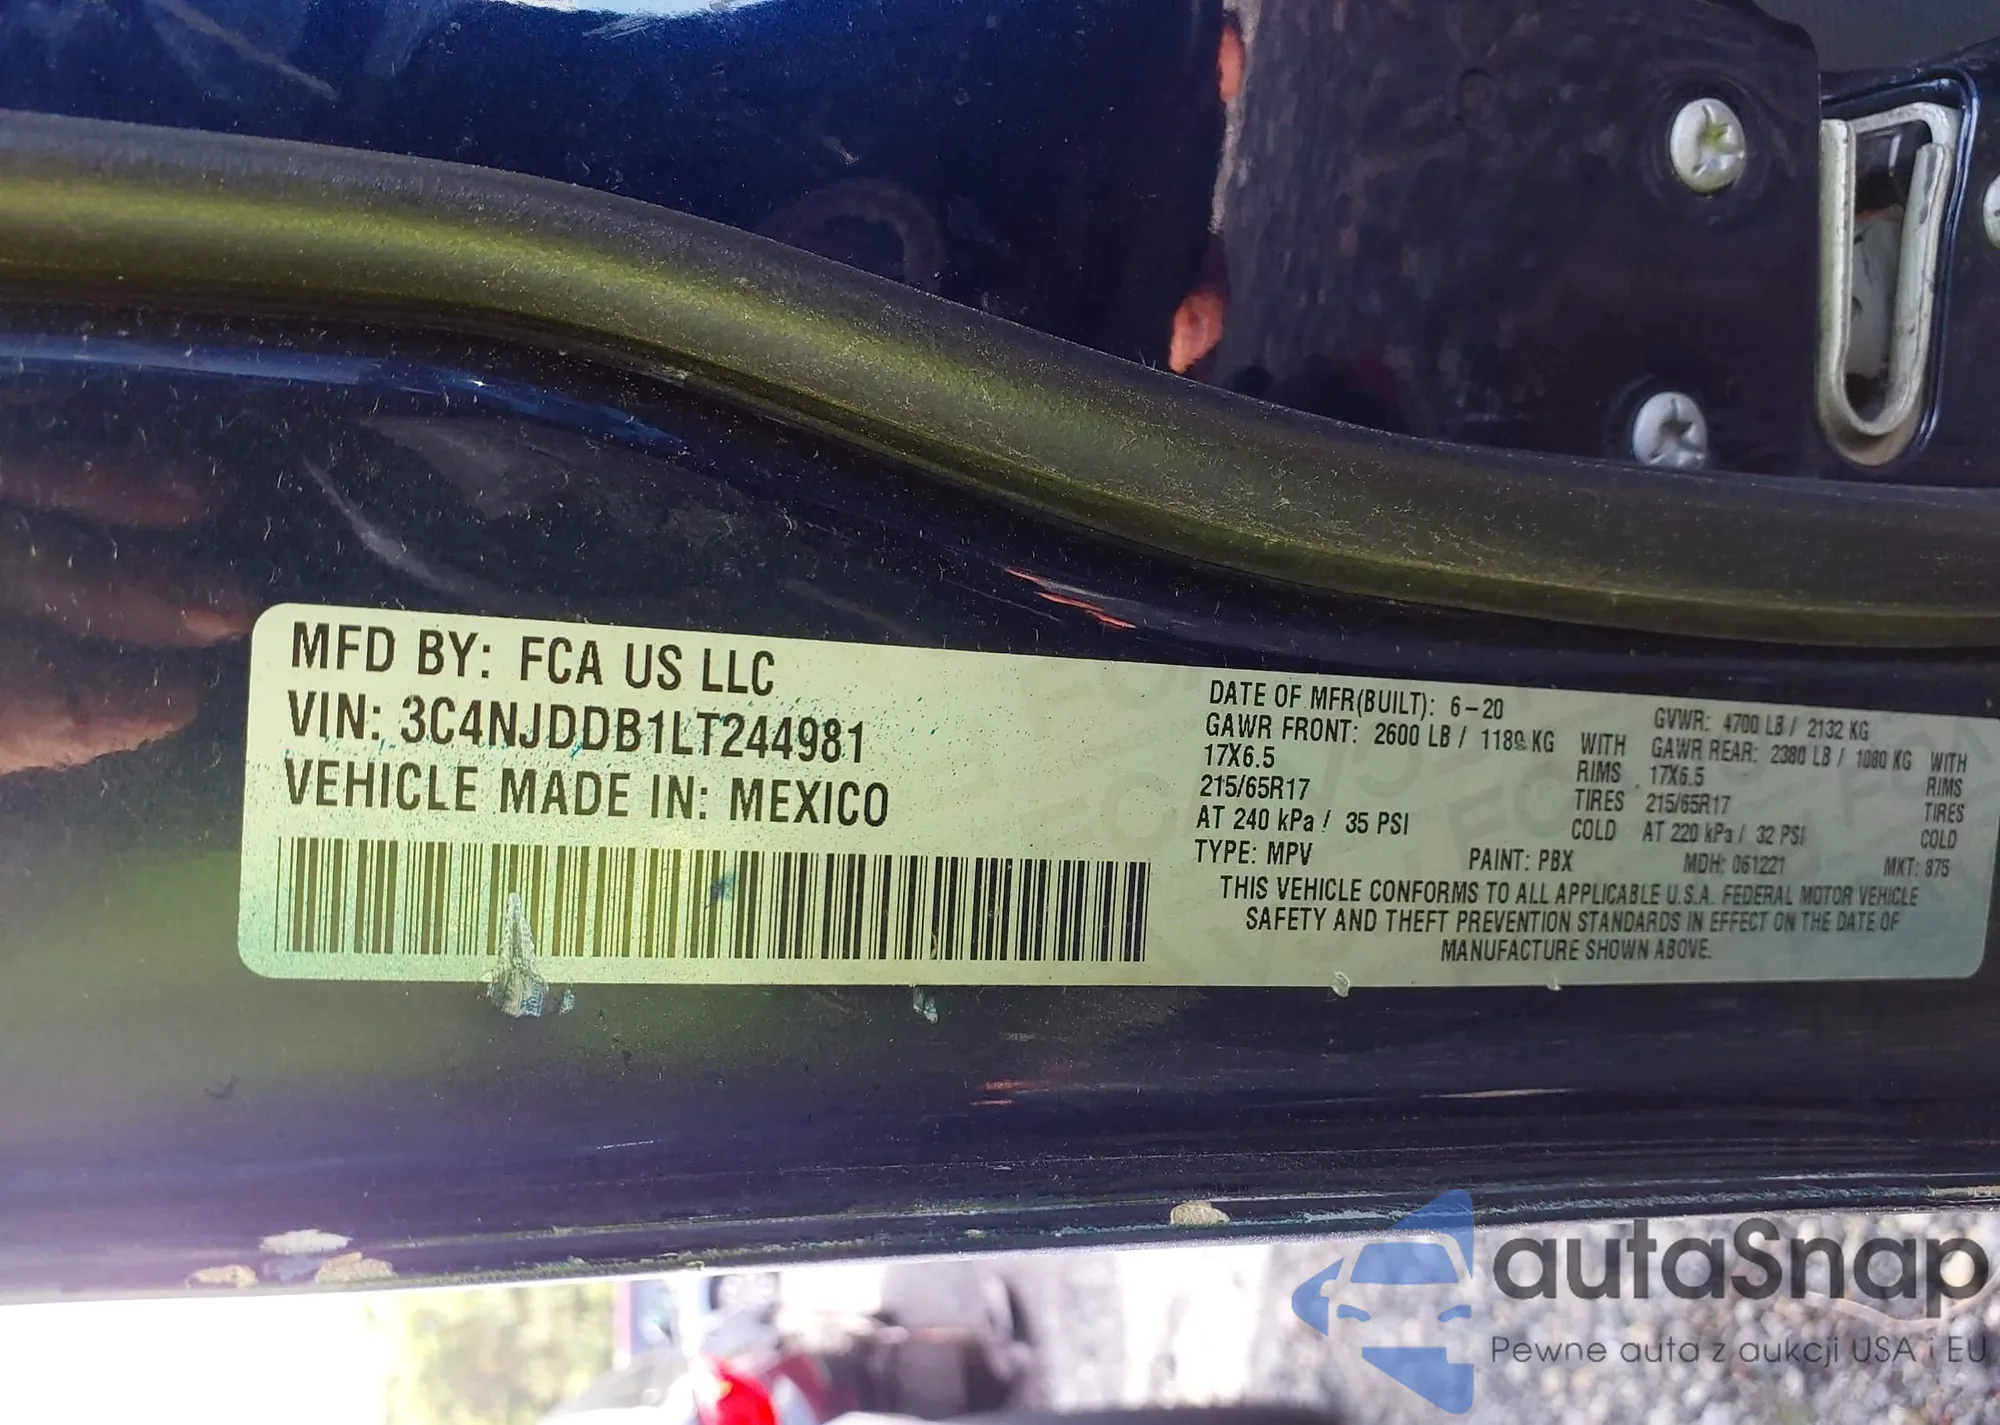 MFD BY: FCA US LLC
VIN: 3C4NJDDB1LT244981
VEHICLE MADE IN: MEXICO
DATE OF MFR(BUILT): 6-20 GVWR: 4700 LB / 2132 KG
GAWR FRONT: 2600 LB / 1180 KG WITH GAWR REAR: 2380 LB / 1080 KG WITH
17X6.5 RIMS 17X6.5 RIMS
215/65R17 TIRES 215/65R17 TIRES
AT 240 kPa / 35 PSI COLD AT 220 kPa / 32 PSI COLD
TYPE: MPV PAINT: PBX MDH: 061221 MKT: 875
THIS VEHICLE CONFORMS TO ALL APPLICABLE U.S.A. FEDERAL MOTOR VEHICLE
SAFETY AND THEFT PREVENTION STANDARDS IN EFFECT ON THE DATE OF
MANUFACTURE SHOWN ABOVE.
autaSnap
Pewne auta z aukcji USA i EU